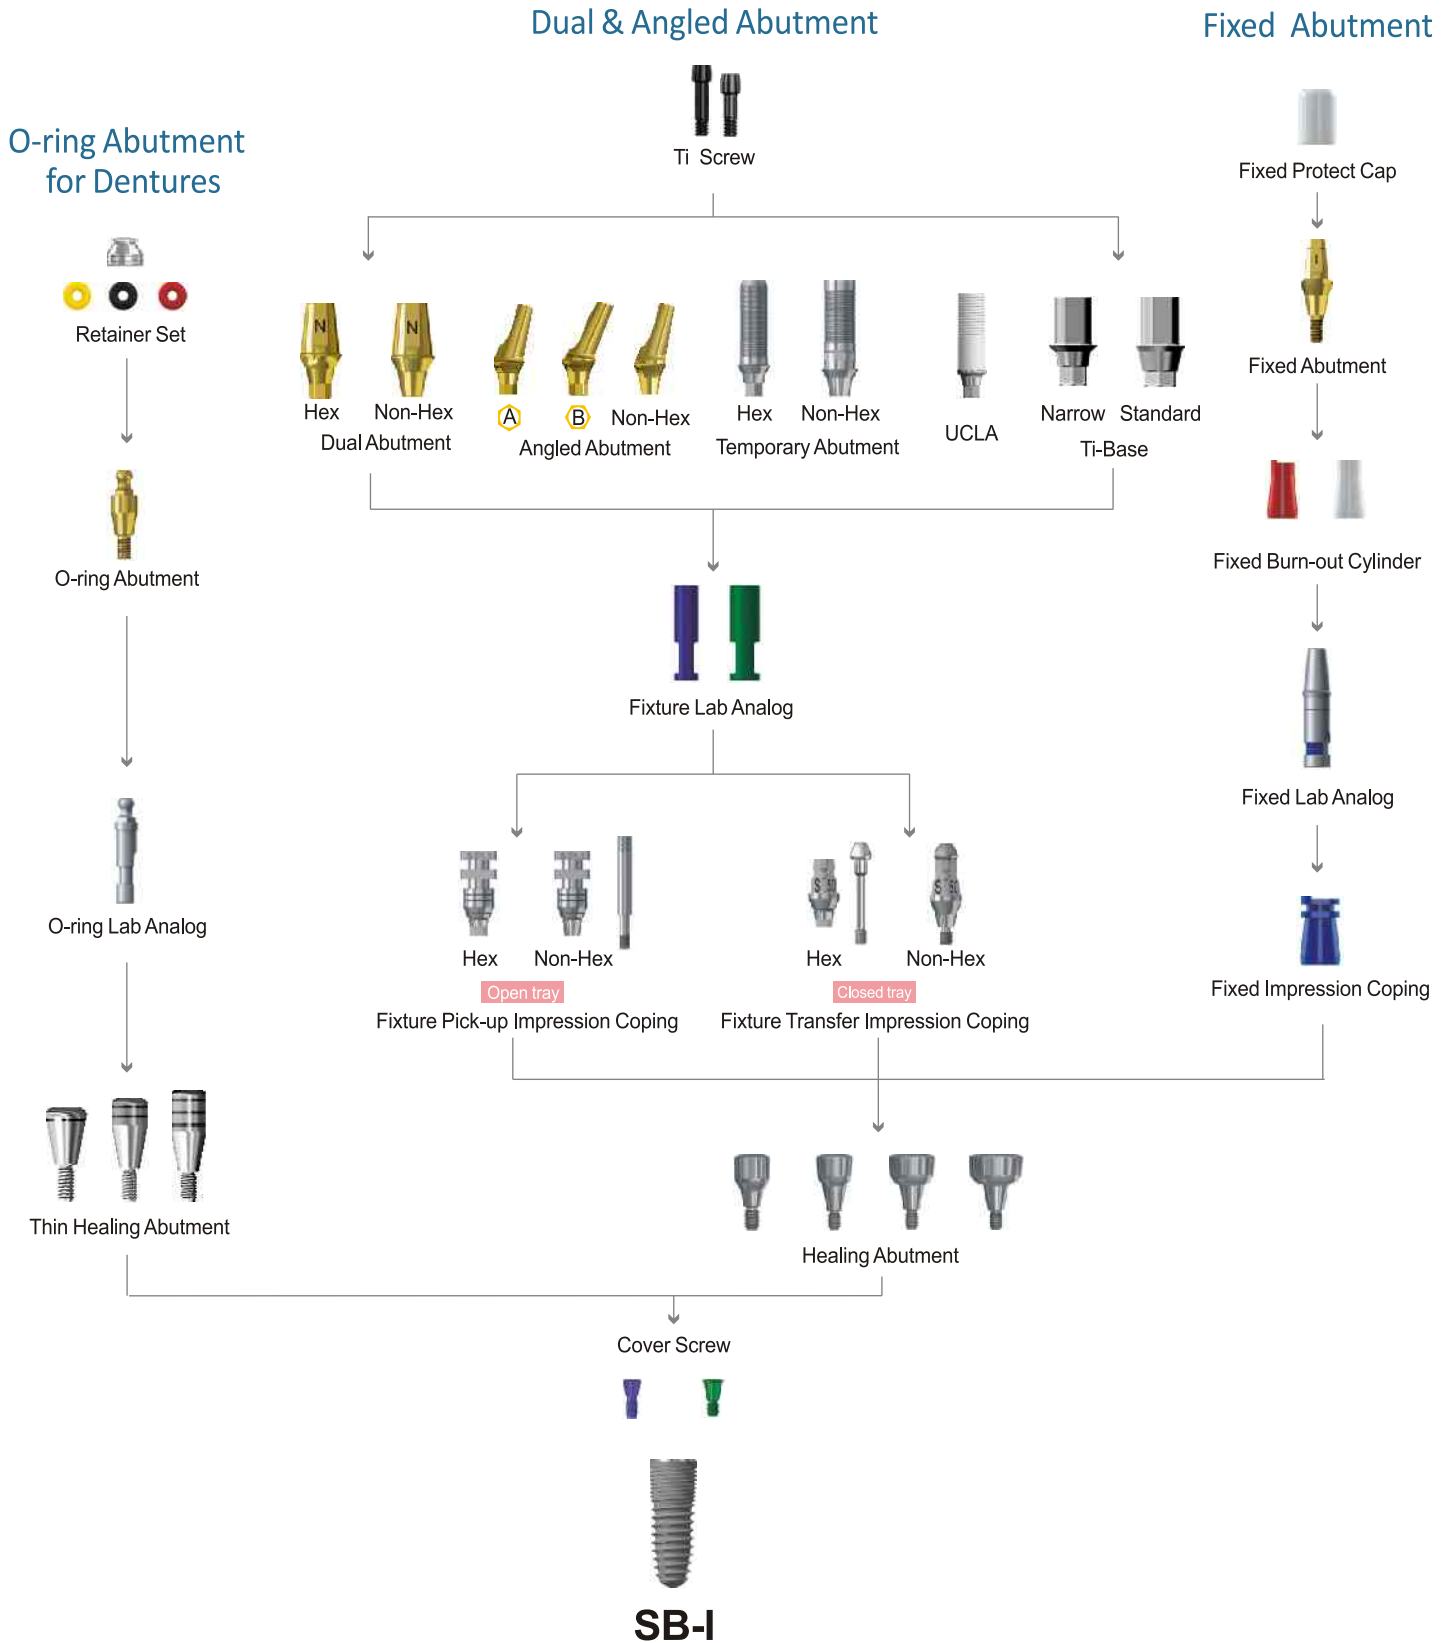 Dual & Angled Abutment
Fixed Abutment
O-ring Abutment
for Dentures
Ti Screw
Fixed Protect Cap
Retainer Set
N
N
Hex
Non-Hex
Dual Abutment
A
B
Non-Hex
Angled Abutment
Hex
Non-Hex
Temporary Abutment
UCLA
Narrow
Standard
Ti-Base
Fixed Abutment
O-ring Abutment
Fixed Burn-out Cylinder
Fixture Lab Analog
Fixed Lab Analog
O-ring Lab Analog
Hex
Non-Hex
Open tray
Fixture Pick-up Impression Coping
Hex
Non-Hex
Closed tray
Fixture Transfer Impression Coping
Fixed Impression Coping
Thin Healing Abutment
Healing Abutment
Cover Screw
SB-I